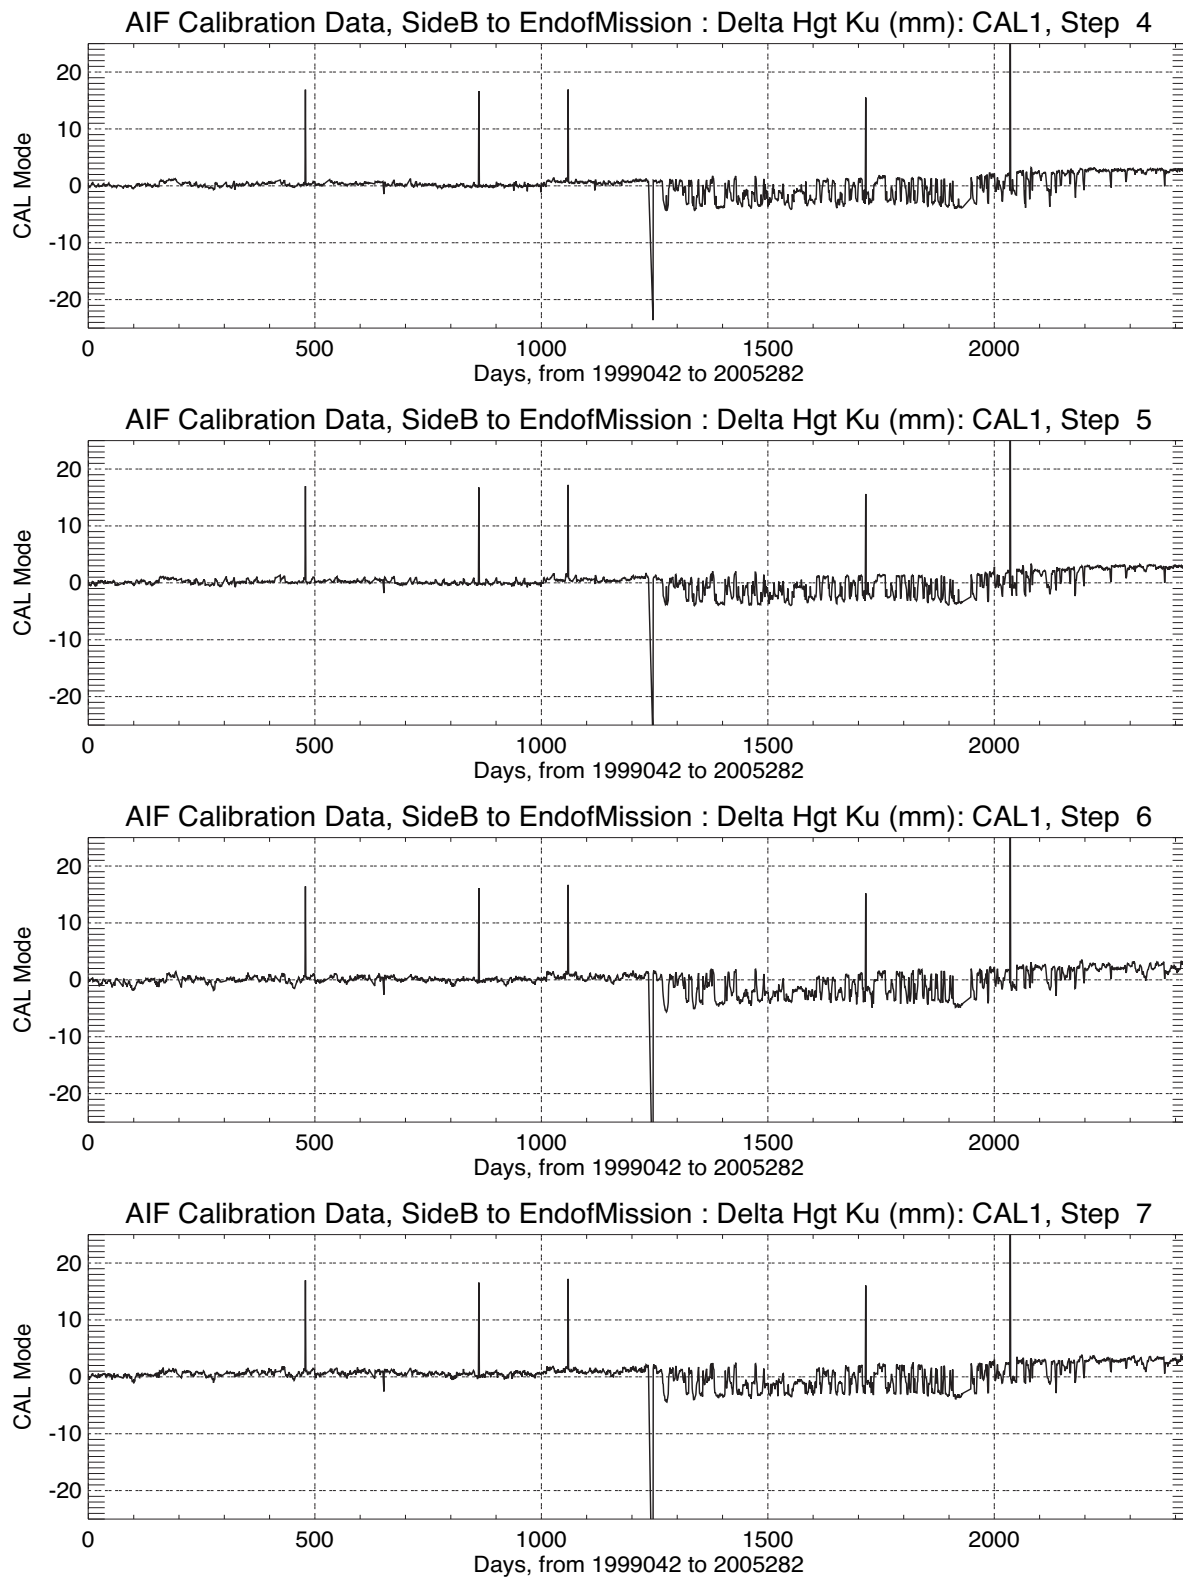 AIF Calibration Data, SideB to EndofMission : Delta Hgt Ku (mm): CAL1, Step 4
20
10
0
-10
-20
CAL Mode
0 500 1000 1500 2000
Days, from 1999042 to 2005282
AIF Calibration Data, SideB to EndofMission : Delta Hgt Ku (mm): CAL1, Step 5
20
10
0
-10
-20
CAL Mode
0 500 1000 1500 2000
Days, from 1999042 to 2005282
AIF Calibration Data, SideB to EndofMission : Delta Hgt Ku (mm): CAL1, Step 6
20
10
0
-10
-20
CAL Mode
0 500 1000 1500 2000
Days, from 1999042 to 2005282
AIF Calibration Data, SideB to EndofMission : Delta Hgt Ku (mm): CAL1, Step 7
20
10
0
-10
-20
CAL Mode
0 500 1000 1500 2000
Days, from 1999042 to 2005282